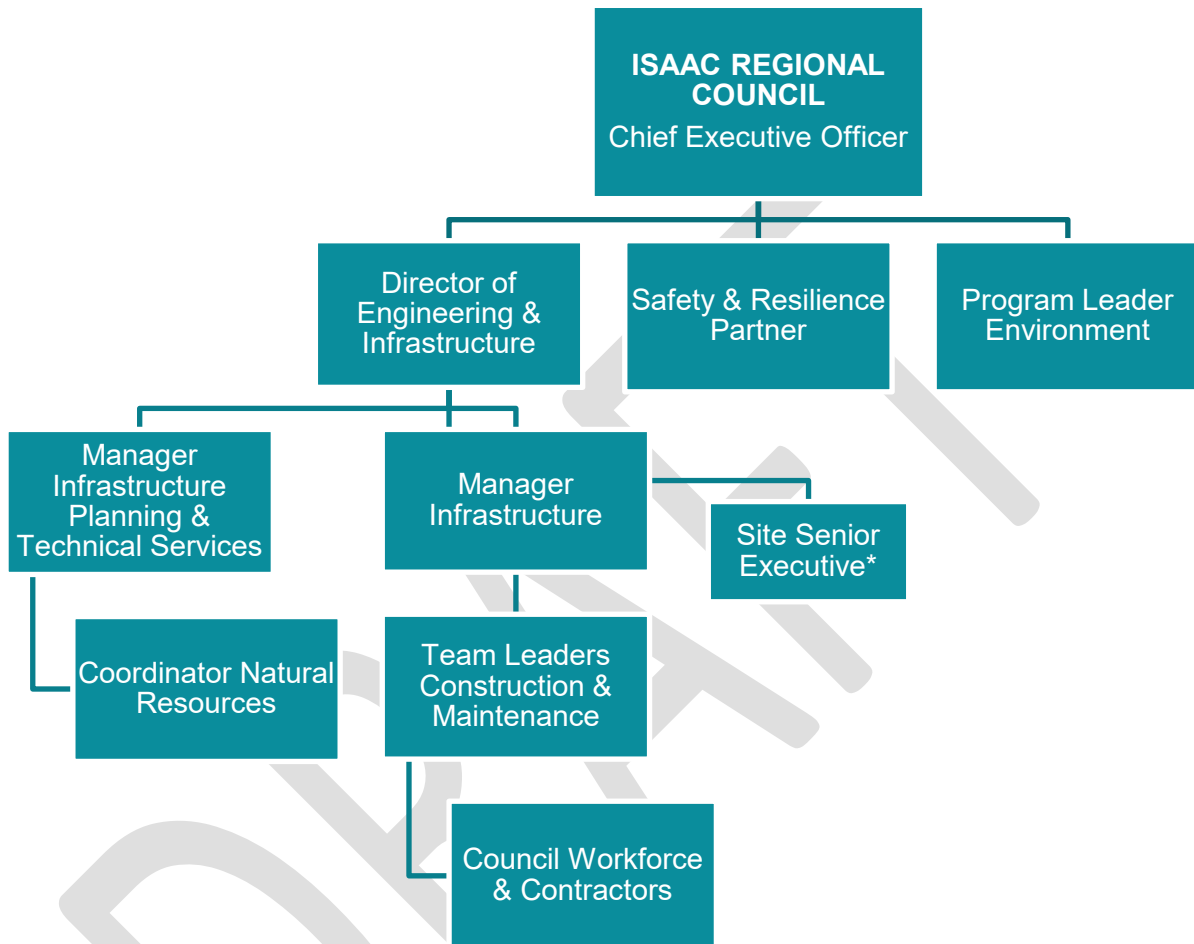 ISAAC REGIONAL
COUNCIL
Chief Executive Officer
Director of
Engineering &
Infrastructure
Safety & Resilience
Partner
Program Leader
Environment
Manager
Infrastructure
Planning &
Technical Services
Manager
Infrastructure
Site Senior
Executive*
Coordinator Natural
Resources
Team Leaders
Construction &
Maintenance
Council Workforce
& Contractors
DRAFT